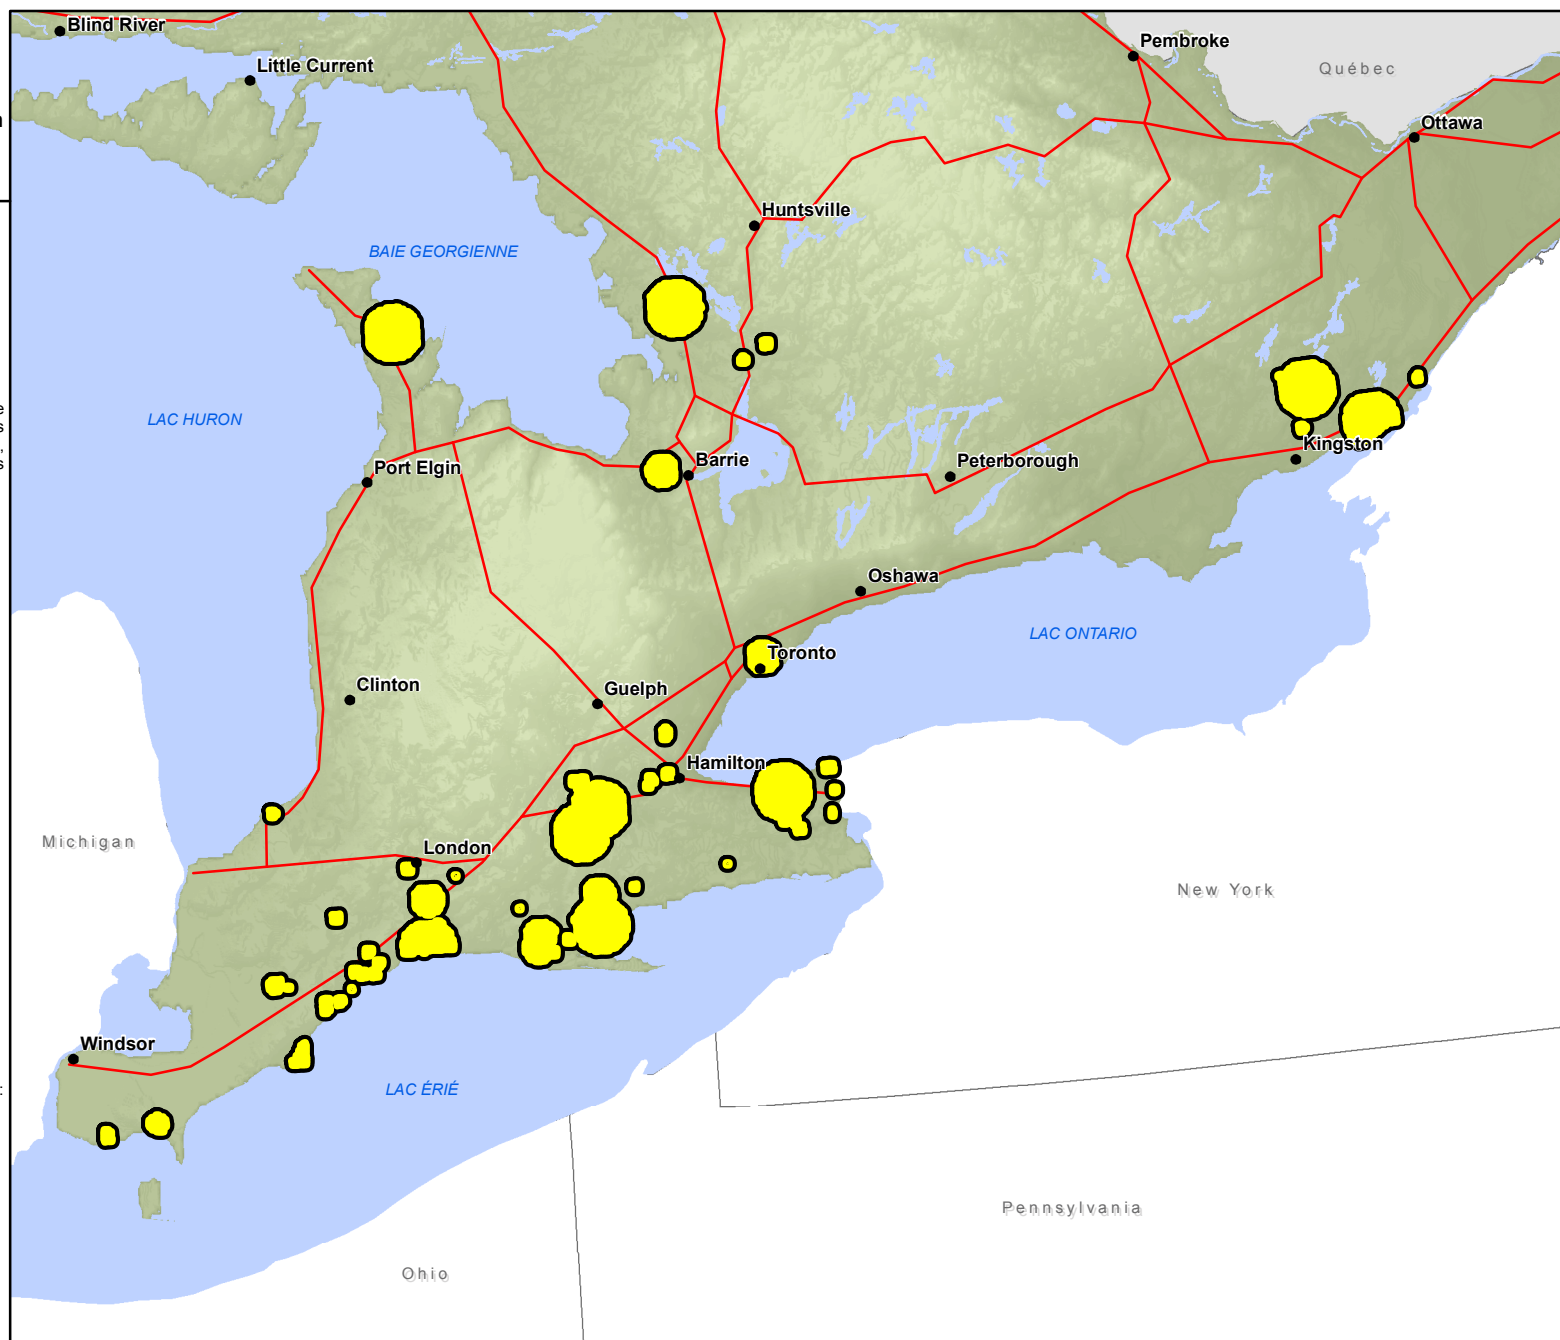 Blind River
Little Current
Pembroke
Québec
Ottawa
Huntsville
BAIE GEORGIENNE
LAC HURON
Port Elgin
Barrie
Peterborough
Kingston
Oshawa
LAC ONTARIO
Toronto
Clinton
Guelph
Hamilton
Michigan
London
New York
Windsor
LAC ÉRIÉ
Pennsylvania
Ohio